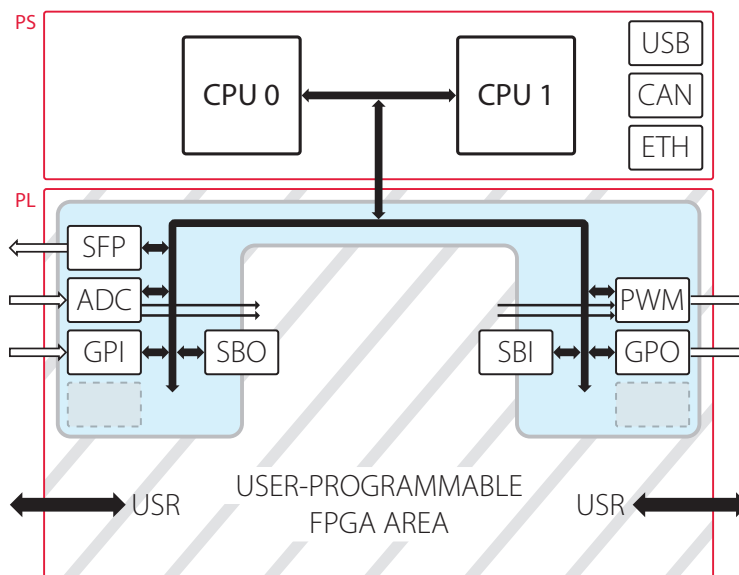 PS
CPU 0
CPU 1
USB
CAN
ETH
PL
SFP
ADC
PWM
GPI
SBO
SBI
GPO
USR
USER-PROGRAMMABLE
FPGA AREA
USR